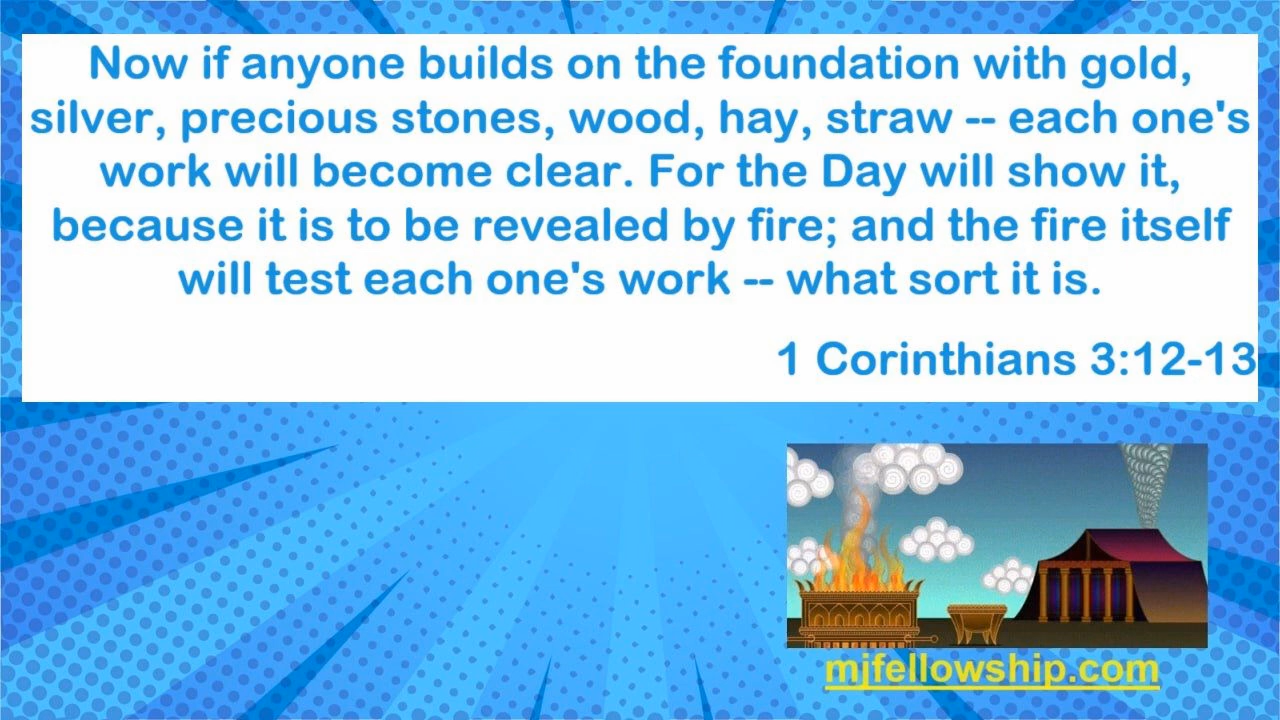 Now if anyone builds on the foundation with gold,
silver, precious stones, wood, hay, straw -- each one's
work will become clear. For the Day will show it,
because it is to be revealed by fire; and the fire itself
will test each one's work -- what sort it is.
1 Corinthians 3:12-13
mjfellowship.com